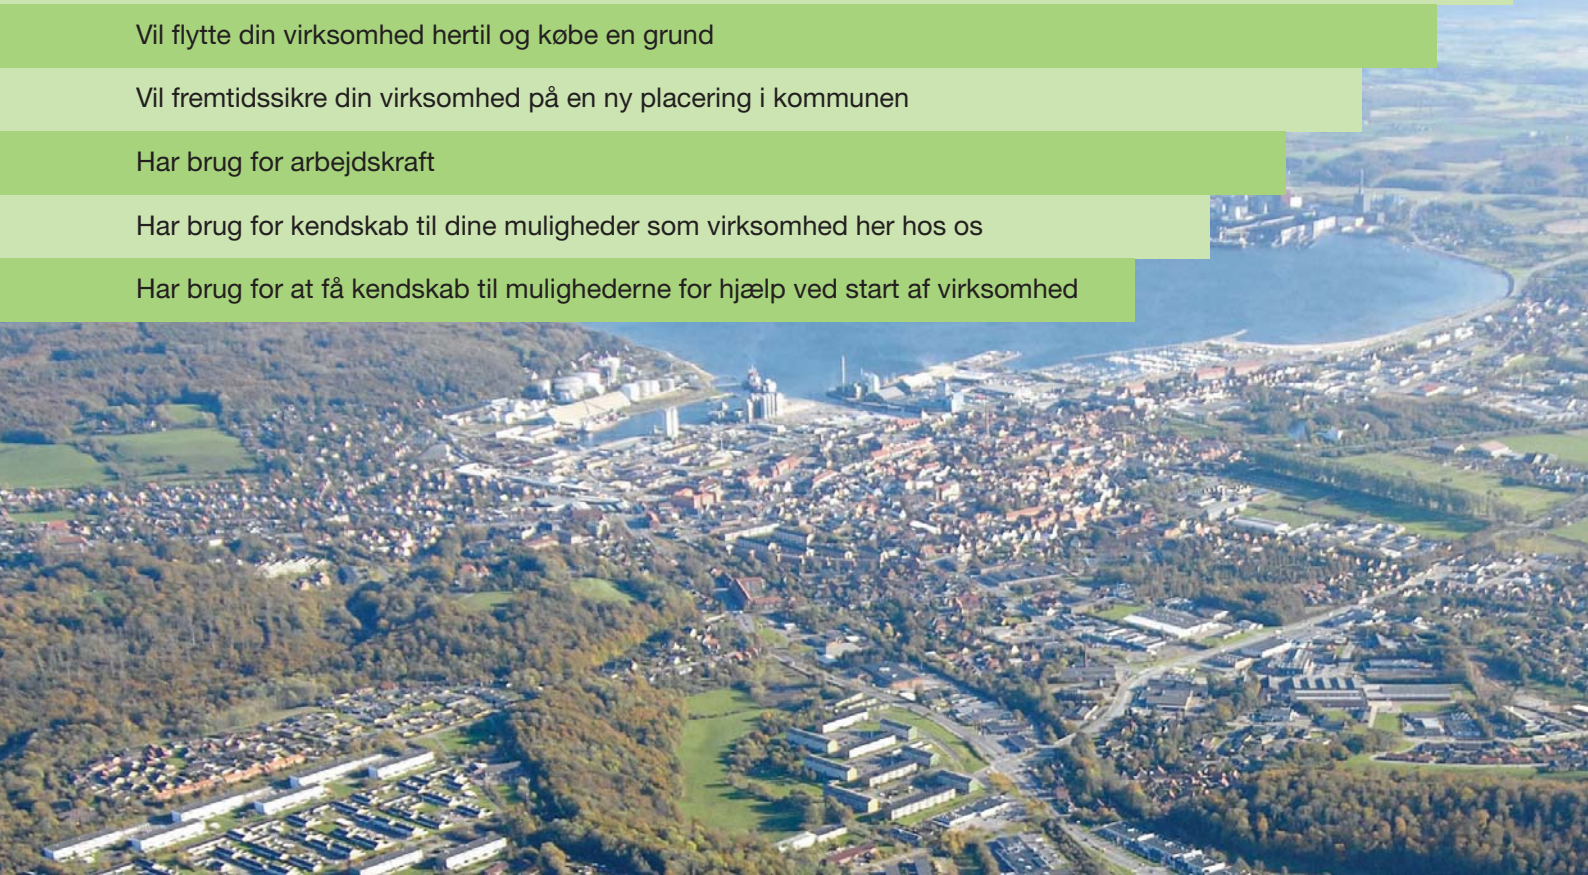 Vil flytte din virksomhed hertil og købe en grund
Vil fremtidssikre din virksomhed på en ny placering i kommunen
Har brug for arbejdskraft
Har brug for kendskab til dine muligheder som virksomhed her hos os
Har brug for at få kendskab til mulighederne for hjælp ved start af virksomhed